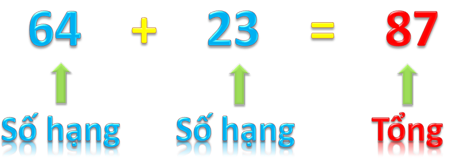 64 + 23 = 87
Số hạng Số hạng Tổng